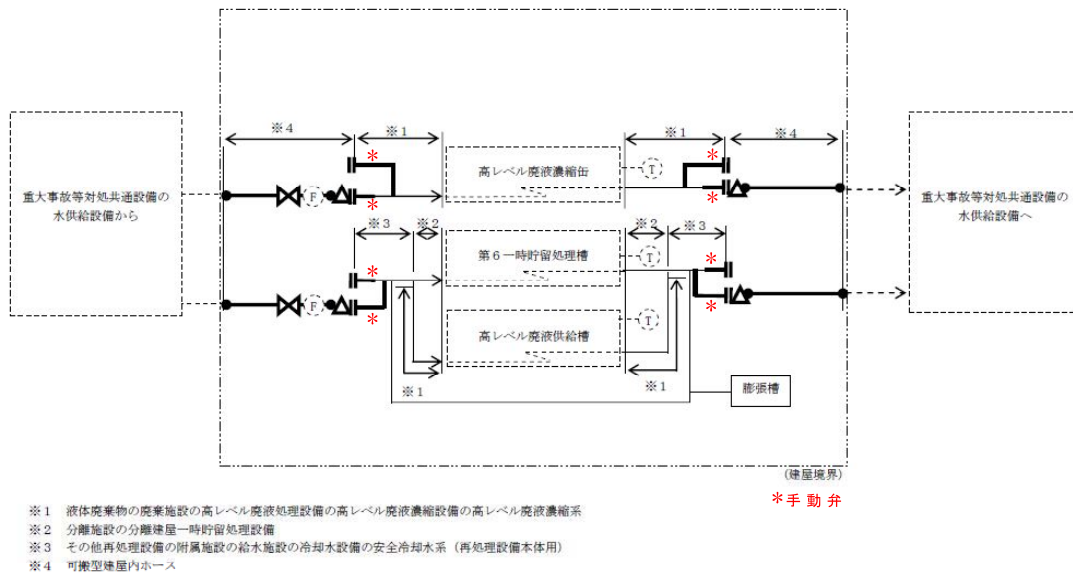 ※4
※1
※1
※4
*
*
高レベル廃液濃縮缶
T
重大事故等対処共通設備の
水供給設備から
F
*
*
重大事故等対処共通設備の
水供給設備へ
※3
※2
※2
※3
*
*
第6一時貯留処理槽
T
F
*
*
高レベル廃液供給槽
T
※1
※1
膨張槽
(建屋境界)
*手動弁
※1 液体廃棄物の廃棄施設の高レベル廃液処理設備の高レベル廃液濃縮設備の高レベル廃液濃縮系
※2 分離施設の分離建屋一時貯留処理設備
※3 その他再処理設備の附属施設の給水施設の冷却水設備の安全冷却水系(再処理設備本体用)
※4 可搬型建屋内ホース